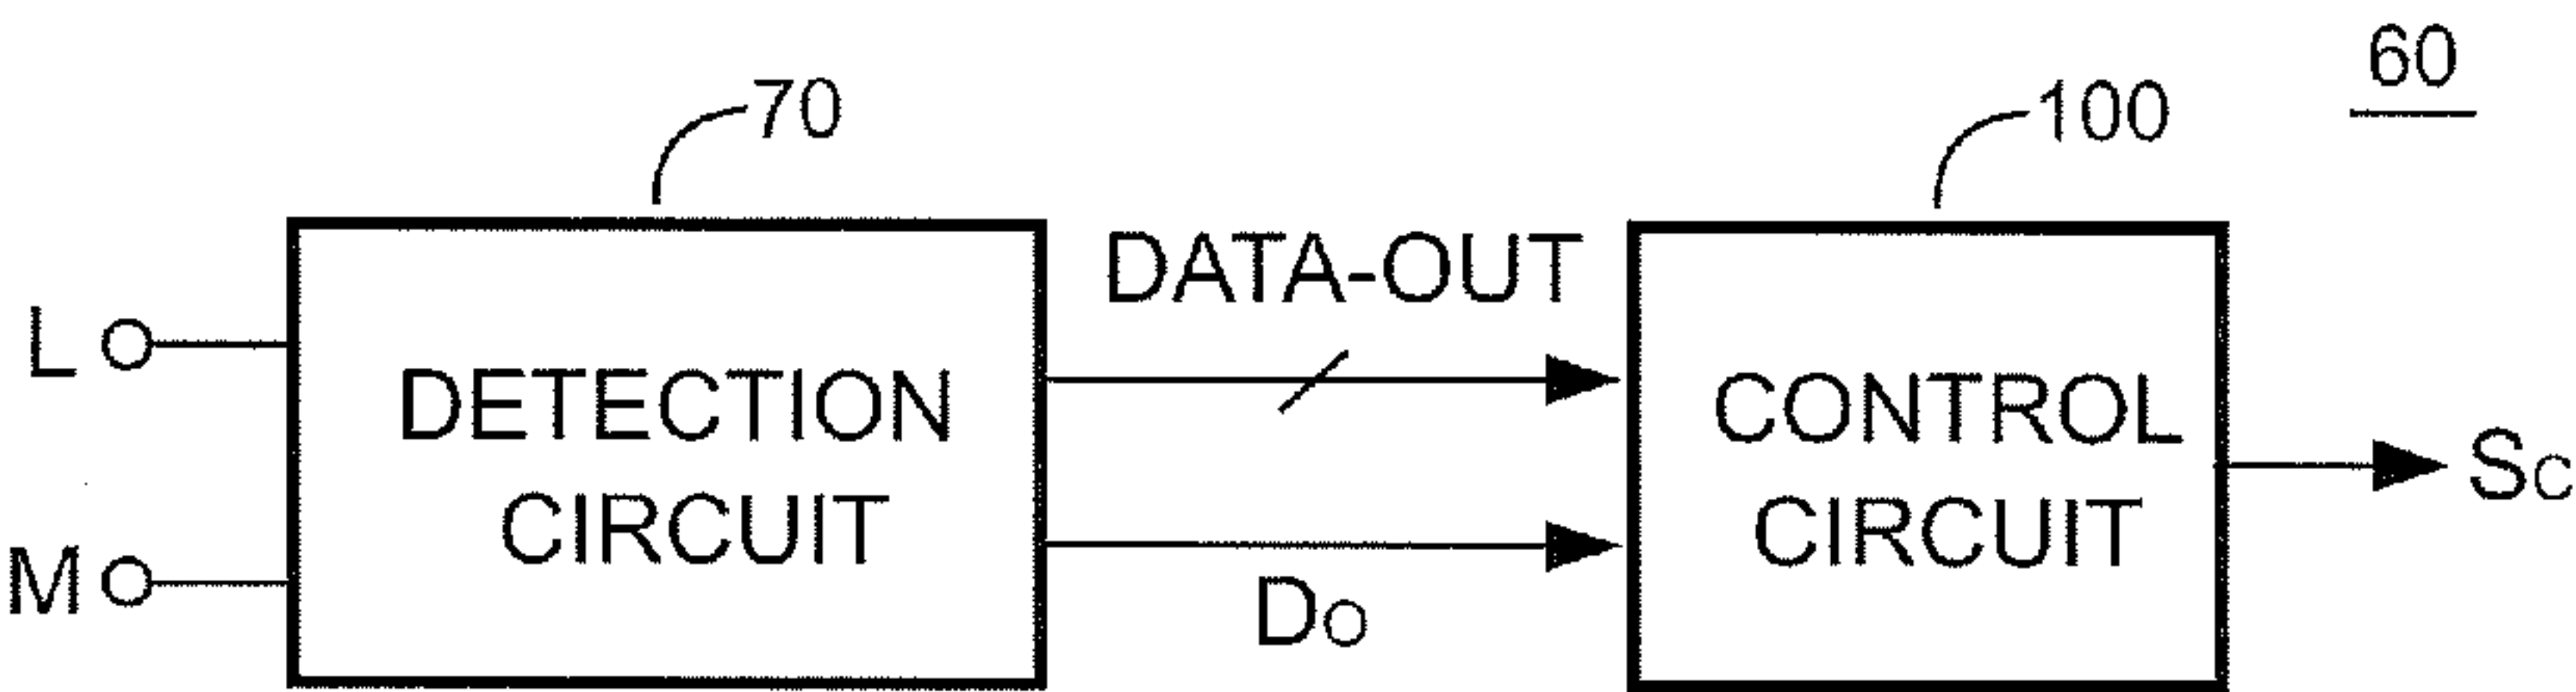 60
70
100
DATA-OUT
L
DETECTION
CIRCUIT
CONTROL
CIRCUIT
SC
M
DO